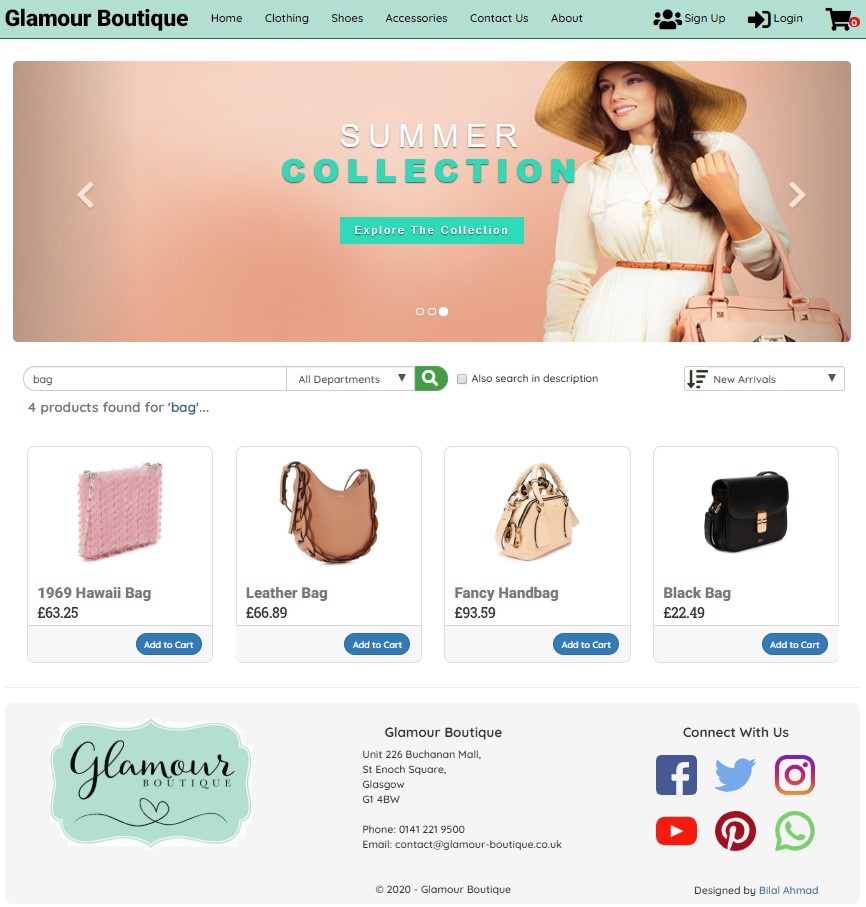 Glamour Boutique Home Clothing Shoes Accessories Contact Us About Sign Up Login 0
SUMMER
COLLECTION
Explore The Collection
bag All Departments Also search in description New Arrivals
4 products found for 'bag'...
1969 Hawaii Bag
£63.25
Add to Cart
Leather Bag
£66.89
Add to Cart
Fancy Handbag
£93.59
Add to Cart
Black Bag
£22.49
Add to Cart
Glamour
BOUTIQUE
Glamour Boutique
Unit 226 Buchanan Mall,
St Enoch Square,
Glasgow
G1 4BW
Phone: 0141 221 9500
Email: contact@glamour-boutique.co.uk
© 2020 - Glamour Boutique
Connect With Us
Designed by Bilal Ahmad